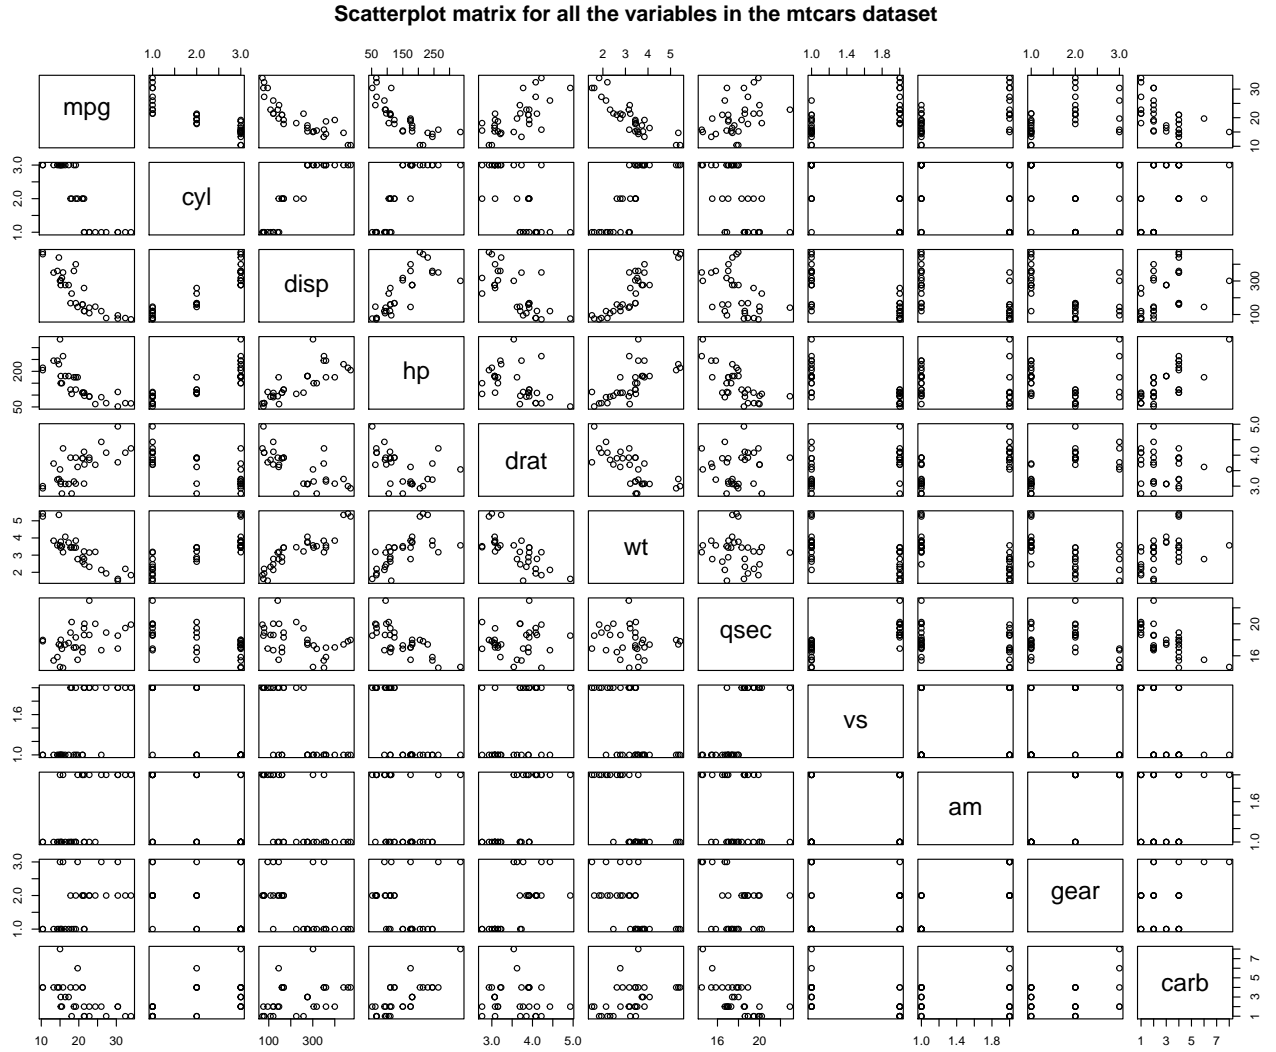 Scatterplot matrix for all the variables in the mtcars dataset
1.0 2.0 3.0 50 150 250 2 3 4 5 1.0 1.4 1.8 1.0 2.0 3.0
mpg 10 20 30
1.0 2.0 3.0 cyl
disp 100 300
50 200 hp
drat 3.0 4.0 5.0
2 3 4 5 wt
qsec 16 20
1.0 1.6 vs
am 1.0 1.6
1.0 2.0 3.0 gear
carb 1 3 5 7
10 20 30 100 300 3.0 4.0 5.0 16 20 1.0 1.4 1.8 1 3 5 7